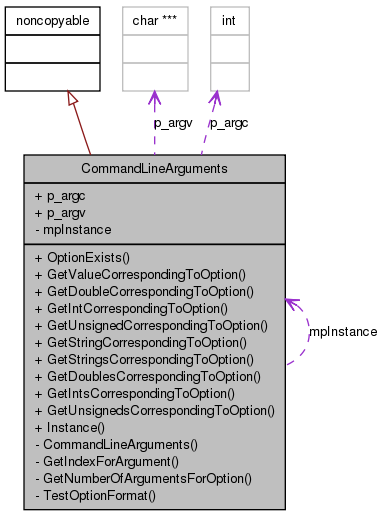 noncopyable
char ***
int
p_argv
p_argc
CommandLineArguments
+ p_argc
+ p_argv
- mpInstance
+ OptionExists()
+ GetValueCorrespondingToOption()
+ GetDoubleCorrespondingToOption()
+ GetIntCorrespondingToOption()
+ GetUnsignedCorrespondingToOption()
+ GetStringCorrespondingToOption()
+ GetStringsCorrespondingToOption()
+ GetDoublesCorrespondingToOption()
+ GetIntsCorrespondingToOption()
+ GetUnsignedsCorrespondingToOption()
+ Instance()
- CommandLineArguments()
- GetIndexForArgument()
- GetNumberOfArgumentsForOption()
- TestOptionFormat()
mpInstance